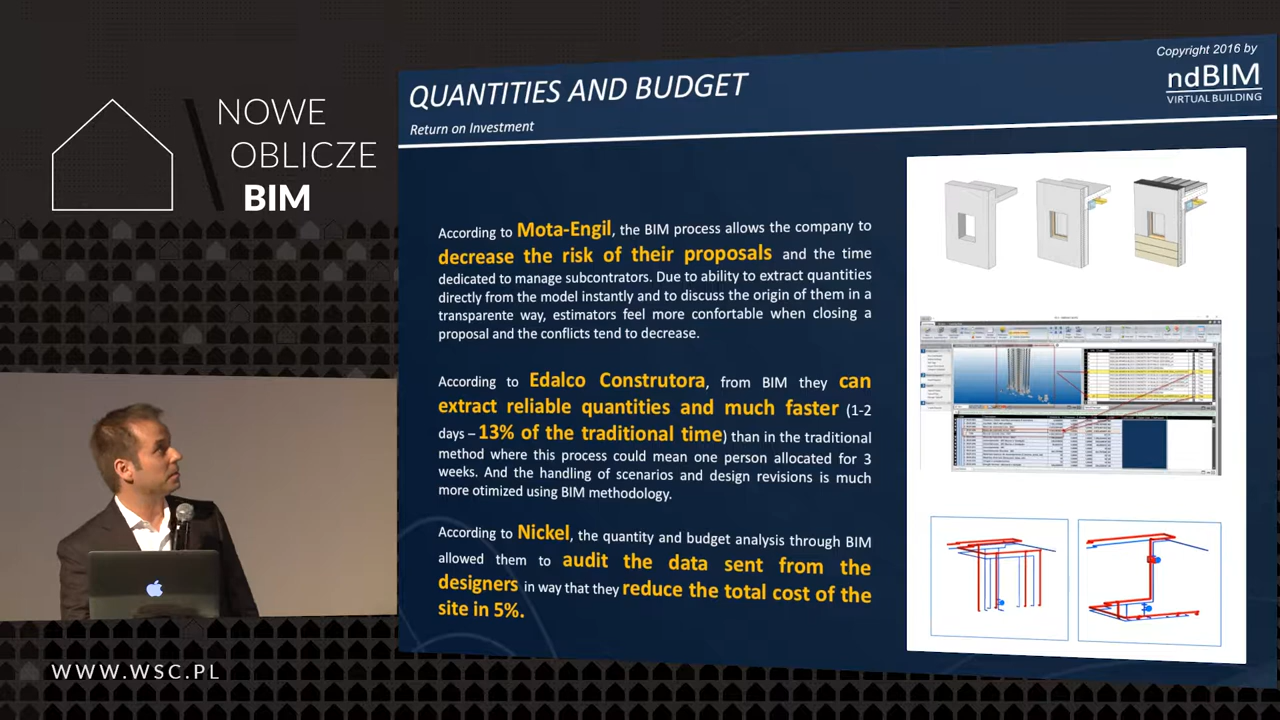 NOWE
OBLICZE
BIM
WWW.WSC.PL
Copyright 2016 by
ndBIM
VIRTUAL BUILDING
QUANTITIES AND BUDGET
Return on Investment
According to Mota-Engil, the BIM process allows the company to
decrease the risk of their proposals and the time
dedicated to manage subcontrators. Due to ability to extract quantities
directly from the model instantly and to discuss the origin of them in a
transparente way, estimators feel more confortable when closing a
proposal and the conflicts tend to decrease.
According to Edalco Construtora, from BIM they can
extract reliable quantities and much faster (1-2
days – 13% of the traditional time) than in the traditional
method where this process could mean one person allocated for 3
weeks. And the handling of scenarios and design revisions is much
more otimized using BIM methodology.
According to Nickel, the quantity and budget analysis through BIM
allowed them to audit the data sent from the
designers in way that they reduce the total cost of the
site in 5%.